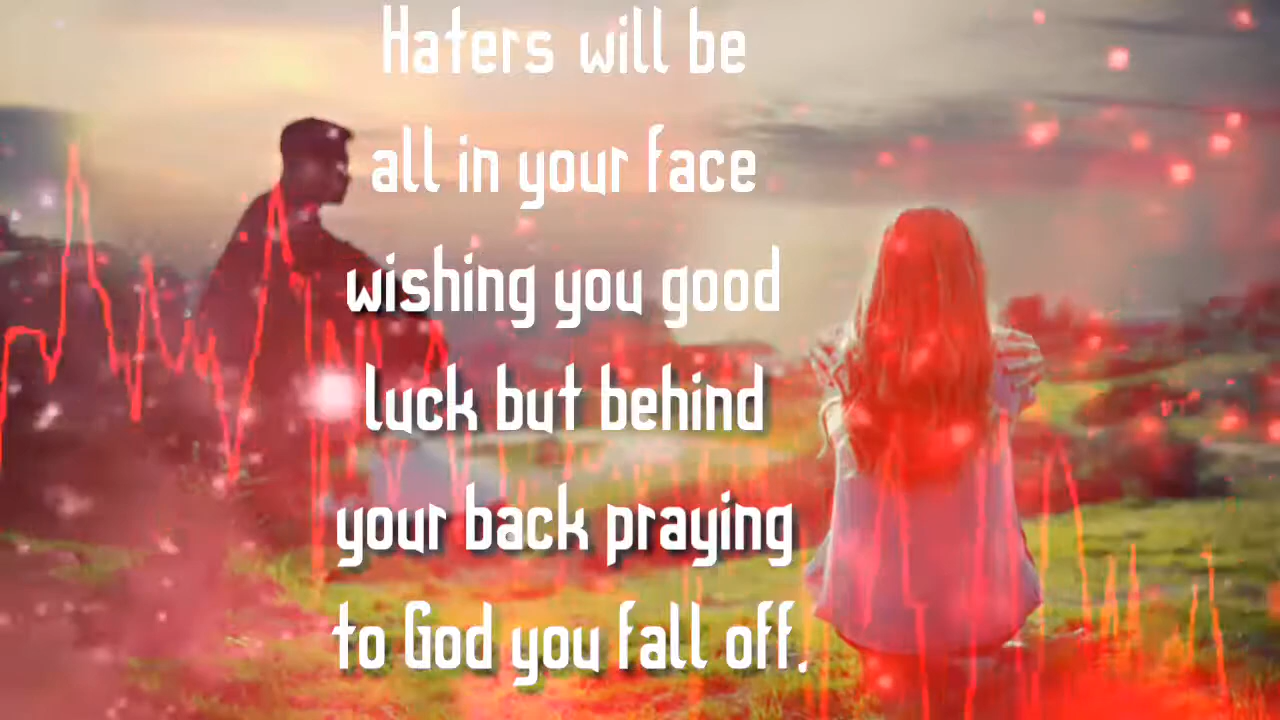 Haters will be
all in your face
wishing you good
luck but behind
your back praying
to God you fall off.